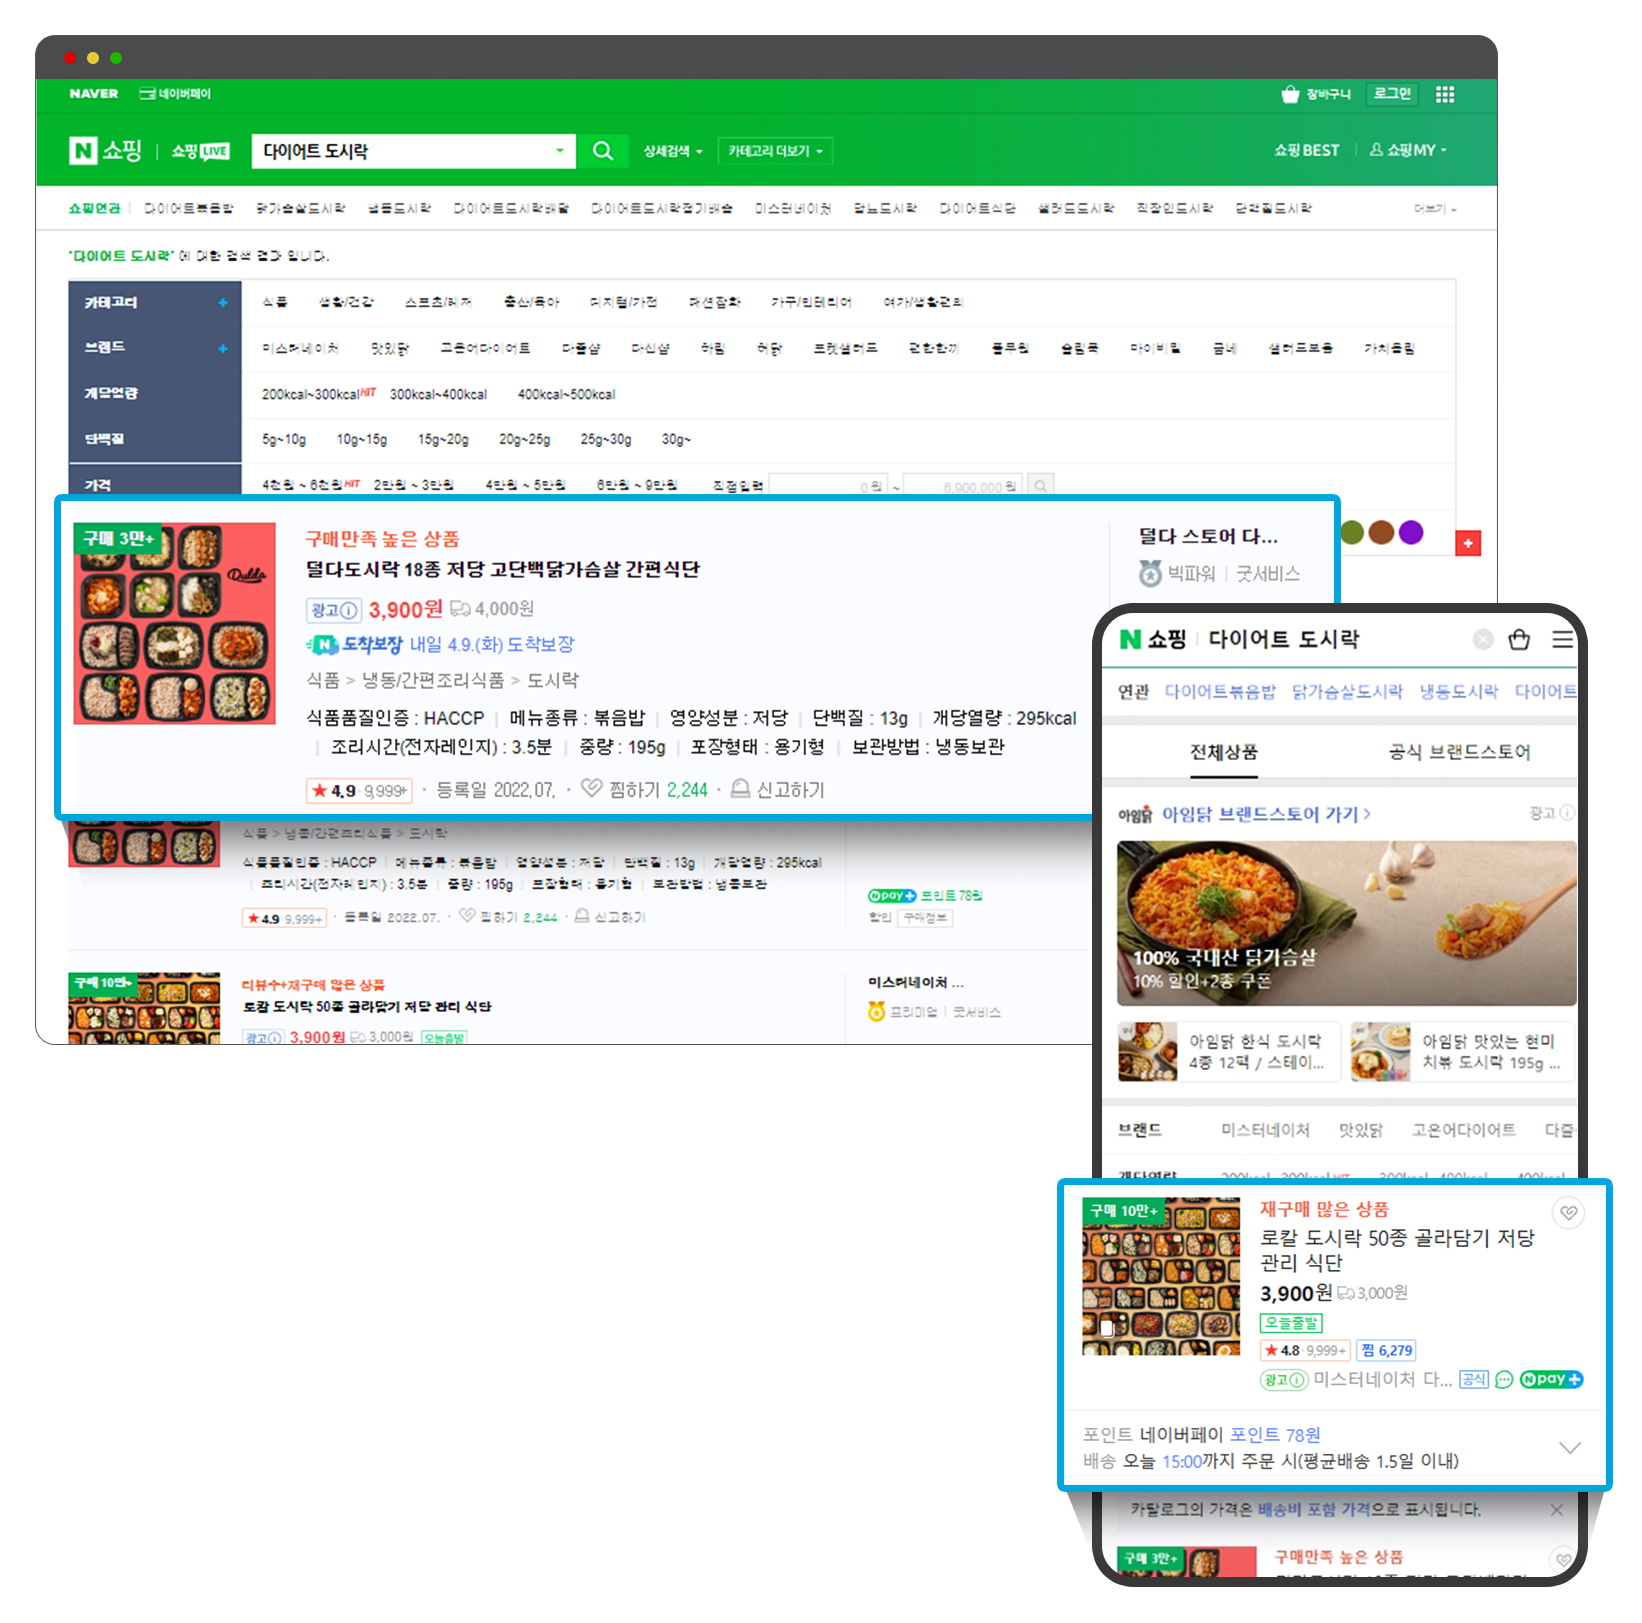 NAVER 네이버페이 장바구니 로그인
N 쇼핑 쇼핑 LIVE 다이어트 도시락 상세검색 카테고리 더보기 쇼핑 BEST 쇼핑 MY
쇼핑연관 다이어트볶음밥 닭가슴살도시락 냉동도시락 다이어트도시락배달 다이어트도시락정기배송 미스터네이처 당뇨도시락 다이어트식단 샐러드도시락 직장인도시락 단백질도시락 더보기
'다이어트 도시락' 에 대한 검색 결과 입니다.
카테고리 + 식품 생활/건강 스포츠/레저 출산/육아 디지털/가전 패션잡화 가구/인테리어 여가/생활편의
브랜드 + 미스터네이처 맛있닭 고온어다이어트 다즐샵 다신샵 하림 허닭 포켓샐러드 편한한끼 풀무원 슬림쿡 마이비밀 굽네 샐러드보울 가치올림
개당열량 200kcal~300kcal HIT 300kcal~400kcal 400kcal~500kcal
단백질 5g~10g 10g~15g 15g~20g 20g~25g 25g~30g 30g~
가격 4천원 ~ 6천원 HIT 2만원 ~ 3만원 4만원 ~ 5만원 6만원 ~ 9만원 직접입력 0 원 ~ 6,900,000 원
구매 3만+
Dulda
구매만족 높은 상품
덜다도시락 18종 저당 고단백닭가슴살 간편식단
광고 3,900원 4,000원
N 도착보장 내일 4.9.(화) 도착보장
식품 > 냉동/간편조리식품 > 도시락
식품품질인증 : HACCP | 메뉴종류 : 볶음밥 | 영양성분 : 저당 | 단백질 : 13g | 개당열량 : 295kcal
| 조리시간(전자레인지) : 3.5분 | 중량 : 195g | 포장형태 : 용기형 | 보관방법 : 냉동보관
★ 4.9 · 9,999+ · 등록일 2022.07. · 찜하기 2,244 · 신고하기
덜다 스토어 다...
빅파워 | 굿서비스
식품 > 냉동/간편조리식품 > 도시락
식품품질인증 : HACCP | 메뉴종류 : 볶음밥 | 영양성분 : 저당 | 단백질 : 13g | 개당열량 : 295kcal
| 조리시간(전자레인지) : 3.5분 | 중량 : 195g | 포장형태 : 용기형 | 보관방법 : 냉동보관
★ 4.9 · 9,999+ · 등록일 2022.07. · 찜하기 2,244 · 신고하기
N pay+ 포인트 78원
할인 구매정보
구매 10만+
리뷰수+재구매 많은 상품
로칼 도시락 50종 골라담기 저당 관리 식단
광고 3,900원 3,000원 오늘출발
미스터네이처 ...
프리미엄 | 굿서비스
N 쇼핑 다이어트 도시락
연관 다이어트볶음밥 닭가슴살도시락 냉동도시락 다이어트
전체상품 공식 브랜드스토어
아임닭 아임닭 브랜드스토어 가기 > 광고
100% 국내산 닭가슴살
10% 할인+2종 쿠폰
아임닭 한식 도시락
4종 12팩 / 스테이...
아임닭 맛있는 현미
치볶 도시락 195g ...
브랜드 미스터네이처 맛있닭 고온어다이어트 다즐
개당열량 200kcal~300kcal HIT 300kcal~400kcal 400kcal
구매 10만+
재구매 많은 상품
로칼 도시락 50종 골라담기 저당
관리 식단
3,900원 3,000원
오늘출발
★ 4.8 · 9,999+ 찜 6,279
광고 미스터네이처 다... 공식 N pay+
포인트 네이버페이 포인트 78원
배송 오늘 15:00까지 주문 시(평균배송 1.5일 이내)
카탈로그의 가격은 배송비 포함 가격으로 표시됩니다.
구매 3만+
구매만족 높은 상품